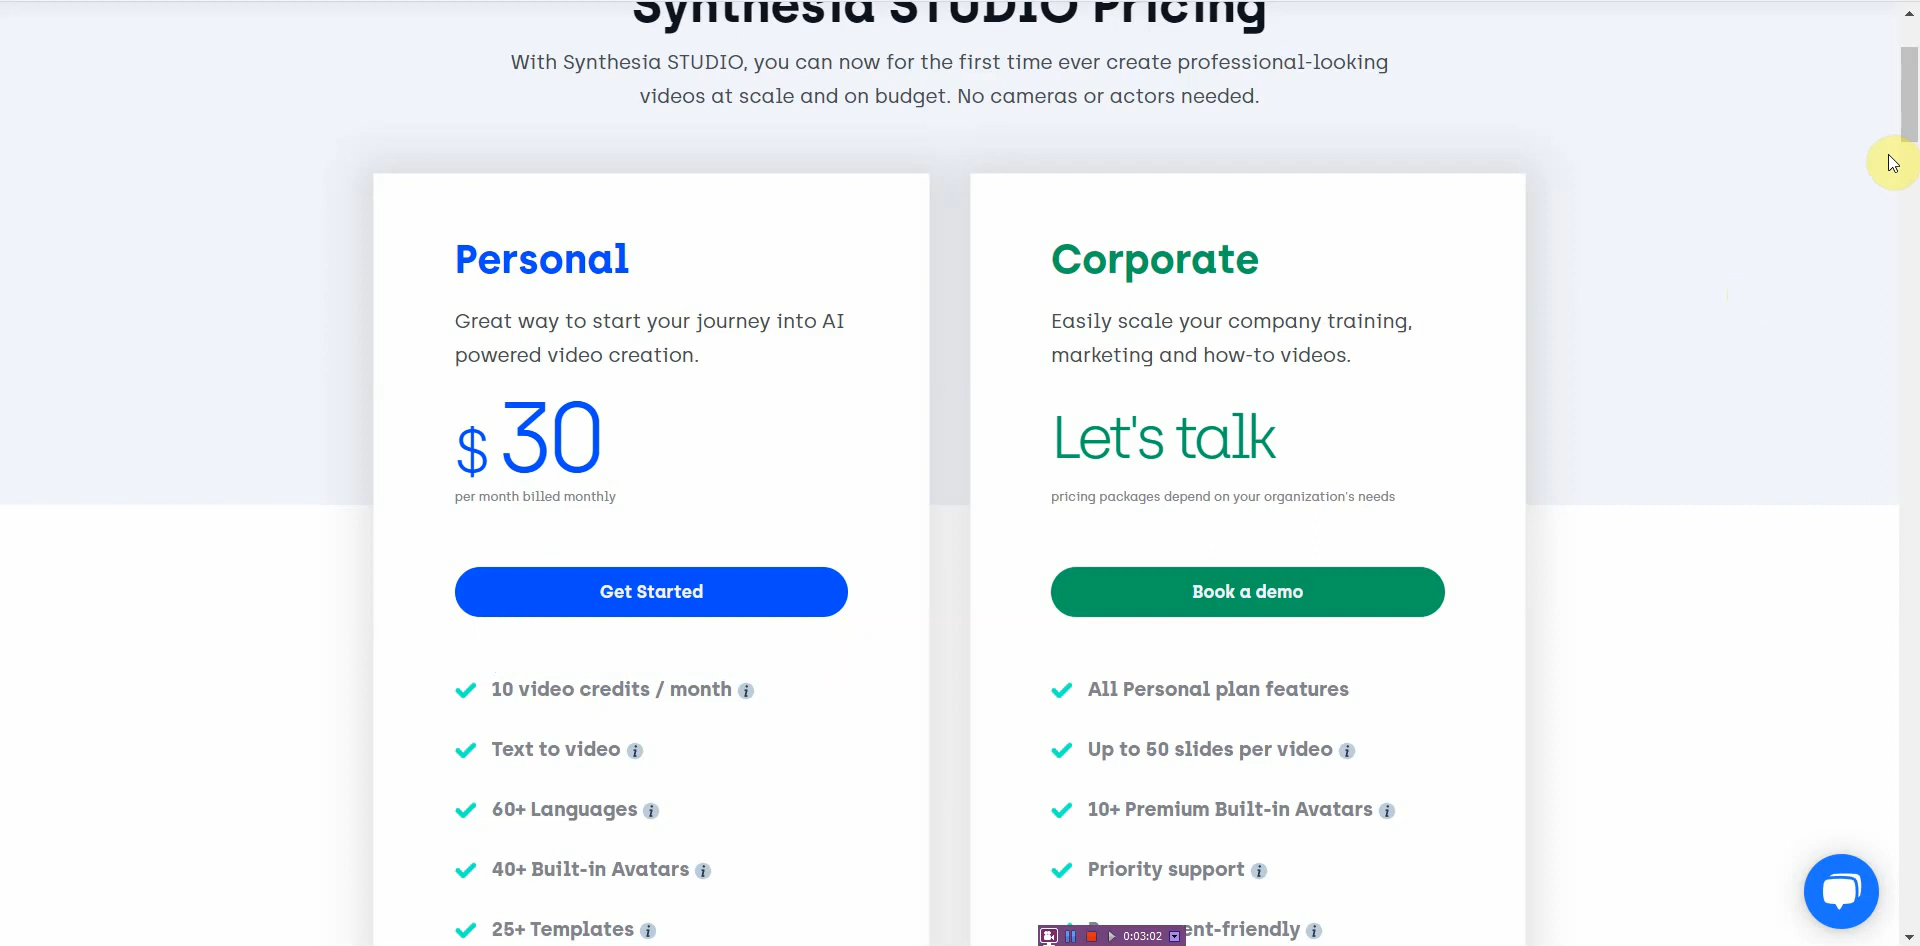 Synthesia STUDIO Pricing
With Synthesia STUDIO, you can now for the first time ever create professional-looking
videos at scale and on budget. No cameras or actors needed.
Personal
Great way to start your journey into AI
powered video creation.
$ 30
per month billed monthly
Get Started
10 video credits / month i
Text to video i
60+ Languages i
40+ Built-in Avatars i
25+ Templates i
Corporate
Easily scale your company training,
marketing and how-to videos.
Let's talk
pricing packages depend on your organization's needs
Book a demo
All Personal plan features
Up to 50 slides per video i
10+ Premium Built-in Avatars i
Priority support i
ent-friendly i
0:03:02